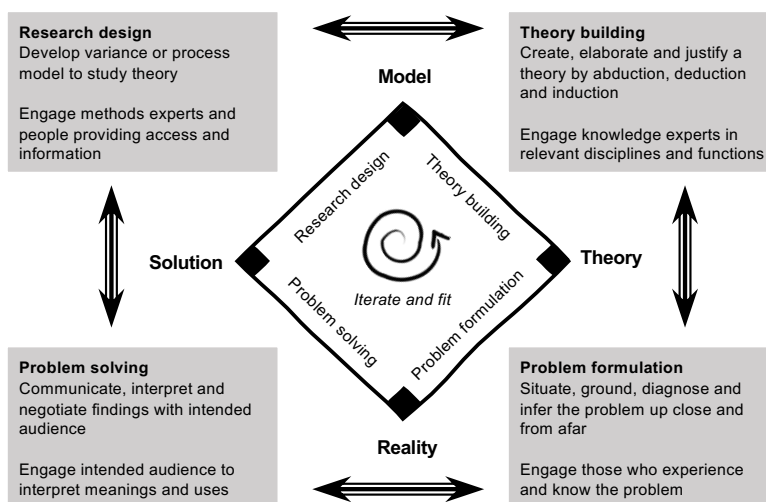 Research design
Develop variance or process
model to study theory
Engage methods experts and
people providing access and
information
Theory building
Create, elaborate and justify a
theory by abduction, deduction
and induction
Engage knowledge experts in
relevant disciplines and functions
Model
Research design
Theory building
Solution
Theory
Iterate and fit
Problem solving
Problem formulation
Reality
Problem solving
Communicate, interpret and
negotiate findings with intended
audience
Engage intended audience to
interpret meanings and uses
Problem formulation
Situate, ground, diagnose and
infer the problem up close and
from afar
Engage those who experience
and know the problem